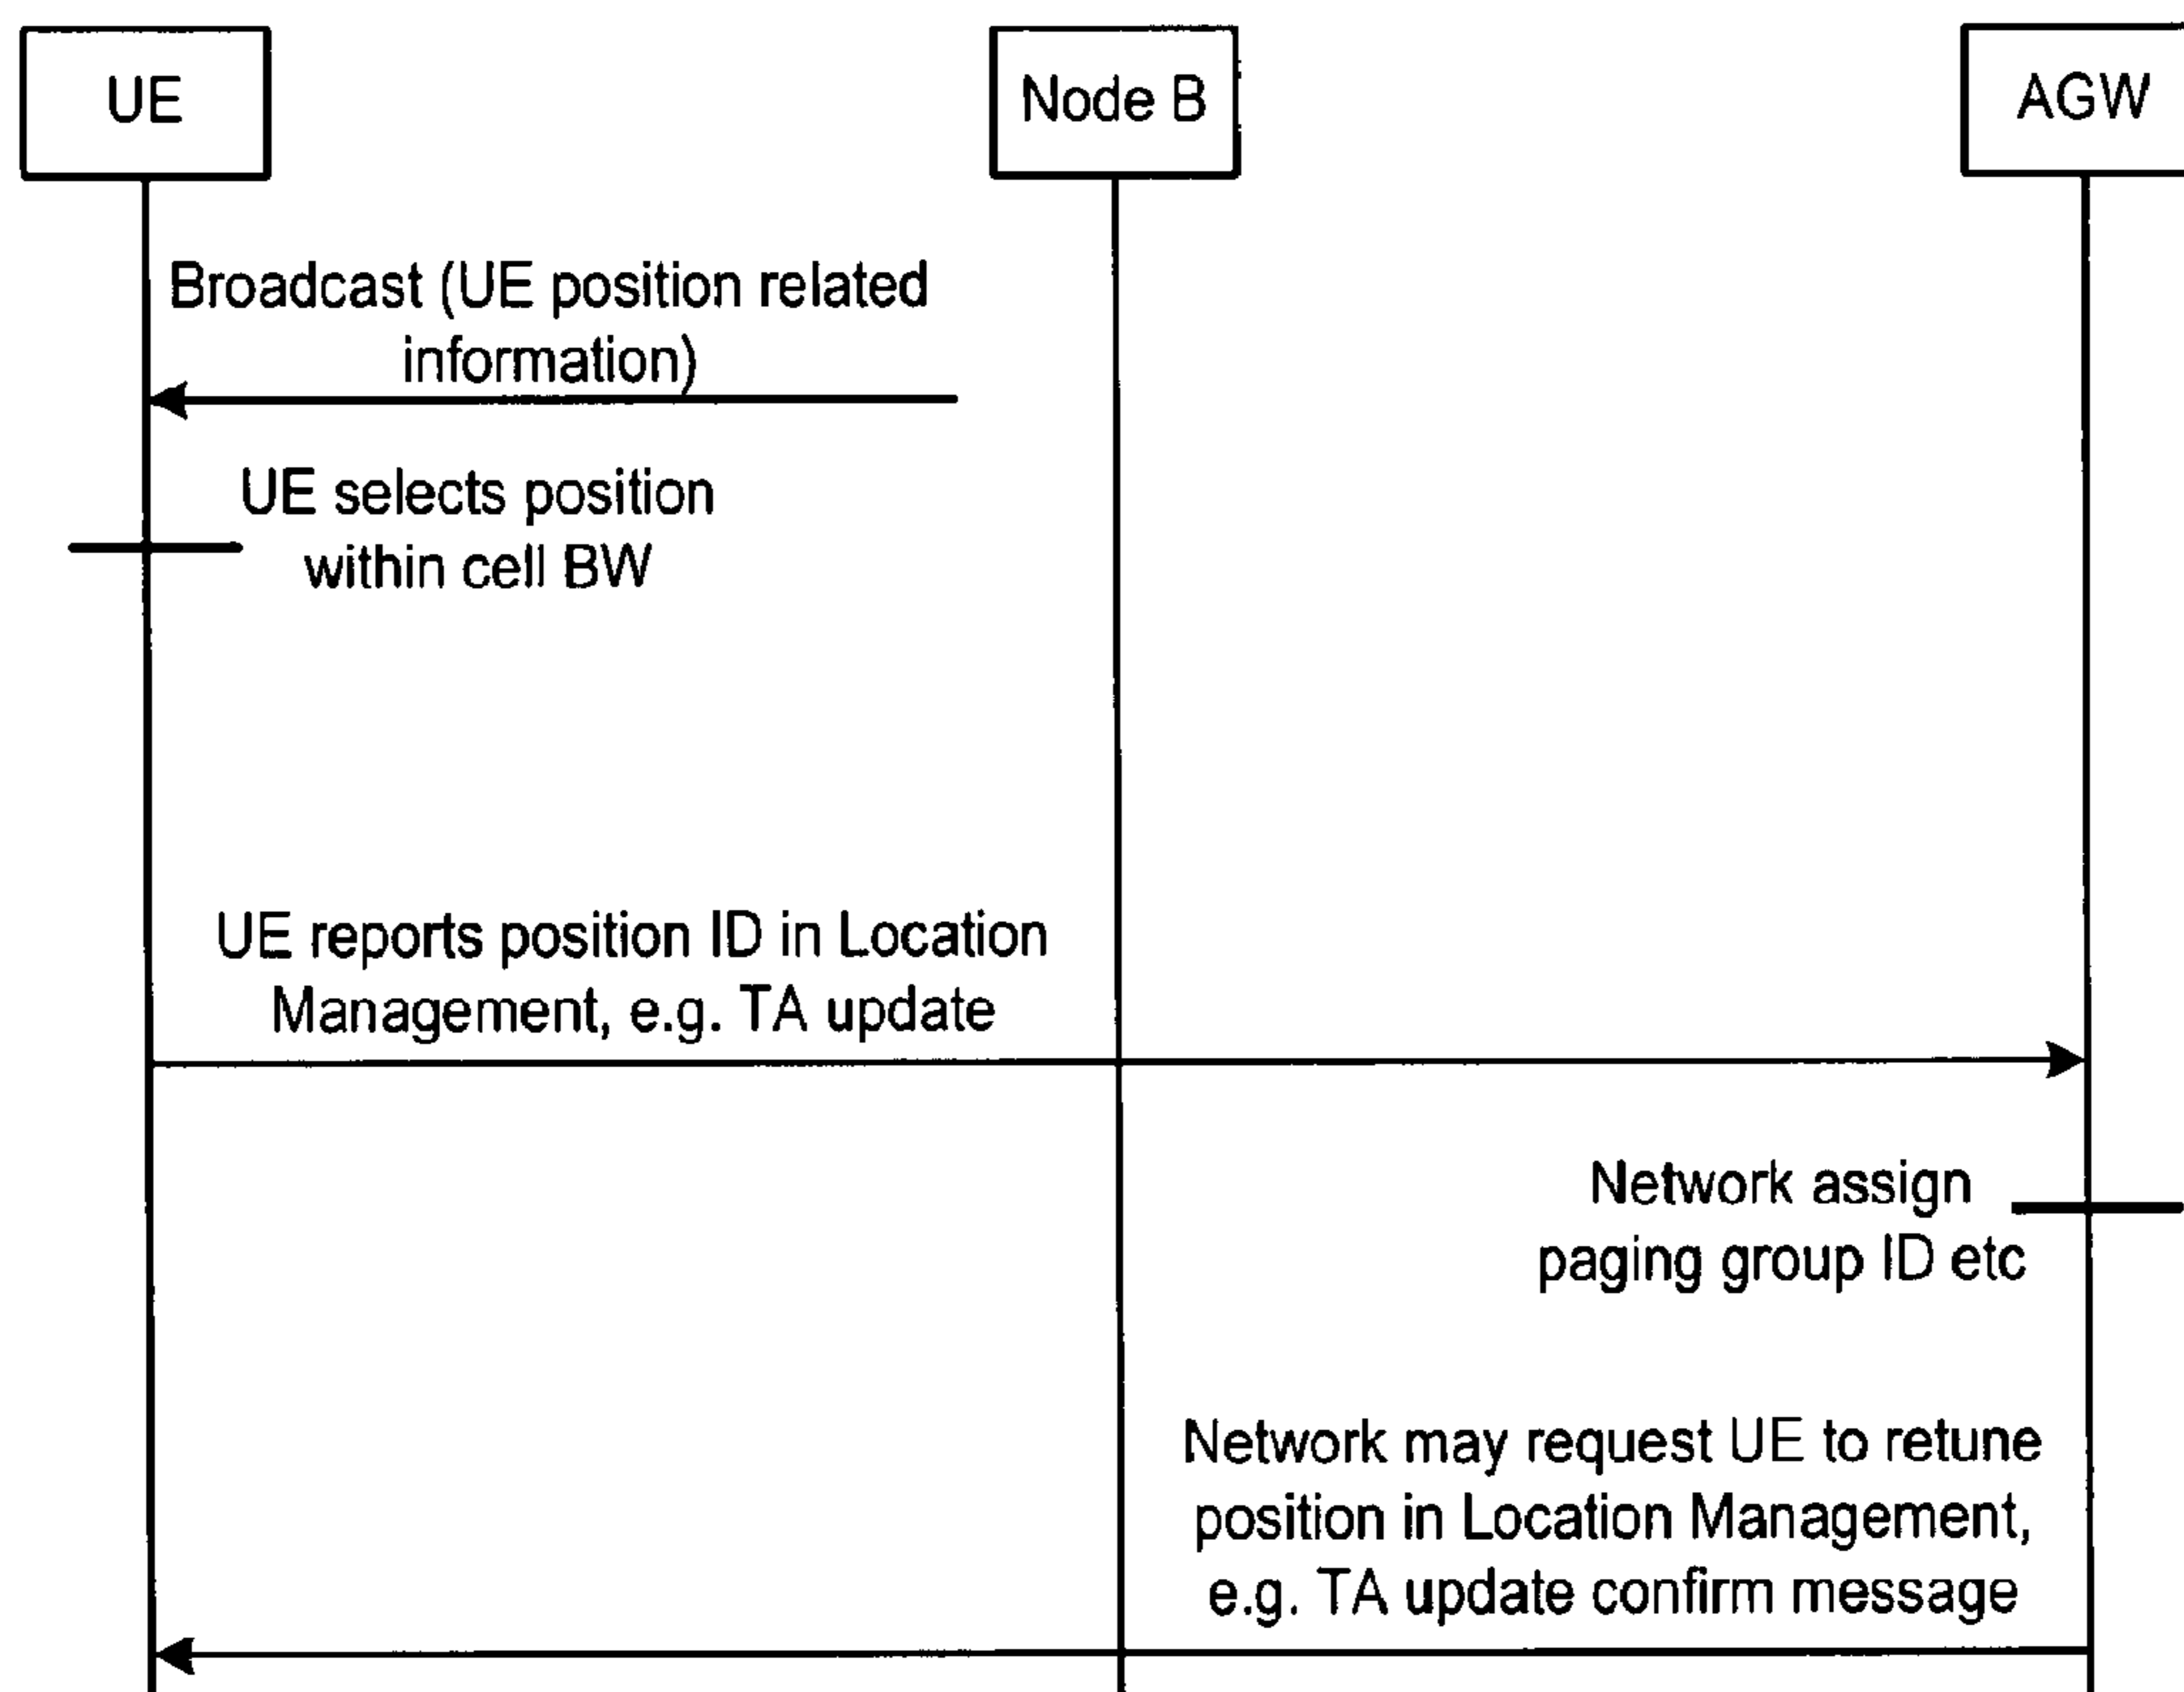 UE
Node B
AGW
Broadcast (UE position related
information)
UE selects position
within cell BW
UE reports position ID in Location
Management, e.g. TA update
Network assign
paging group ID etc
Network may request UE to retune
position in Location Management,
e.g. TA update confirm message